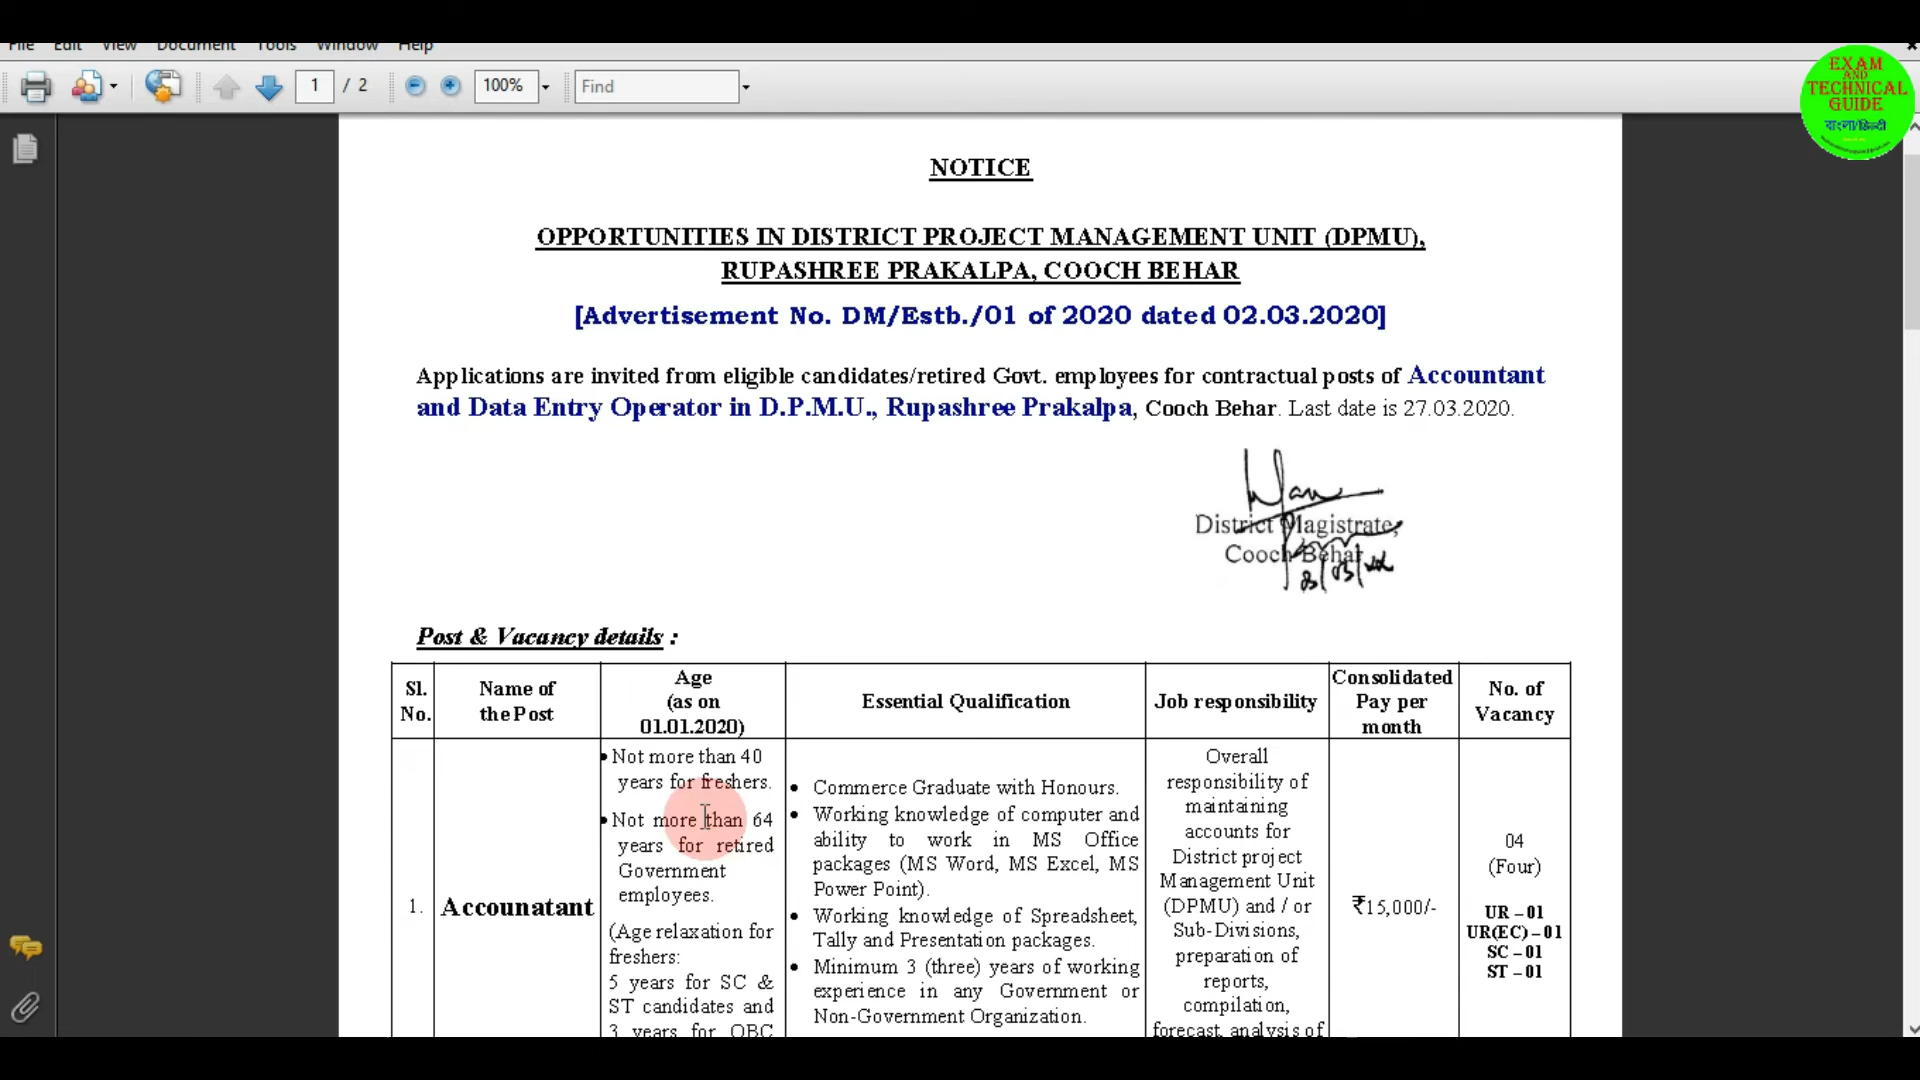 File Edit View Document Tools Window Help
1 / 2 100% Find
EXAM
AND
TECHNICAL
GUIDE
বাংলা/हिन्दी
NOTICE
OPPORTUNITIES IN DISTRICT PROJECT MANAGEMENT UNIT (DPMU),
RUPASHREE PRAKALPA, COOCH BEHAR
[Advertisement No. DM/Estb./01 of 2020 dated 02.03.2020]
Applications are invited from eligible candidates/retired Govt. employees for contractual posts of Accountant
and Data Entry Operator in D.P.M.U., Rupashree Prakalpa, Cooch Behar. Last date is 27.03.2020.
District Magistrate,
Cooch Behar
Post & Vacancy details :
Sl.
No.
Name of
the Post
Age
(as on
01.01.2020)
Essential Qualification
Job responsibility
Consolidated
Pay per
month
No. of
Vacancy
1.
Accounatant
• Not more than 40
years for freshers.
• Not more than 64
years for retired
Government
employees.
(Age relaxation for
freshers:
5 years for SC &
ST candidates and
3 years for OBC
• Commerce Graduate with Honours.
• Working knowledge of computer and
ability to work in MS Office
packages (MS Word, MS Excel, MS
Power Point).
• Working knowledge of Spreadsheet,
Tally and Presentation packages.
• Minimum 3 (three) years of working
experience in any Government or
Non-Government Organization.
Overall
responsibility of
maintaining
accounts for
District project
Management Unit
(DPMU) and / or
Sub-Divisions,
preparation of
reports,
compilation,
forecast, analysis of
₹15,000/-
04
(Four)
UR – 01
UR(EC) – 01
SC – 01
ST – 01